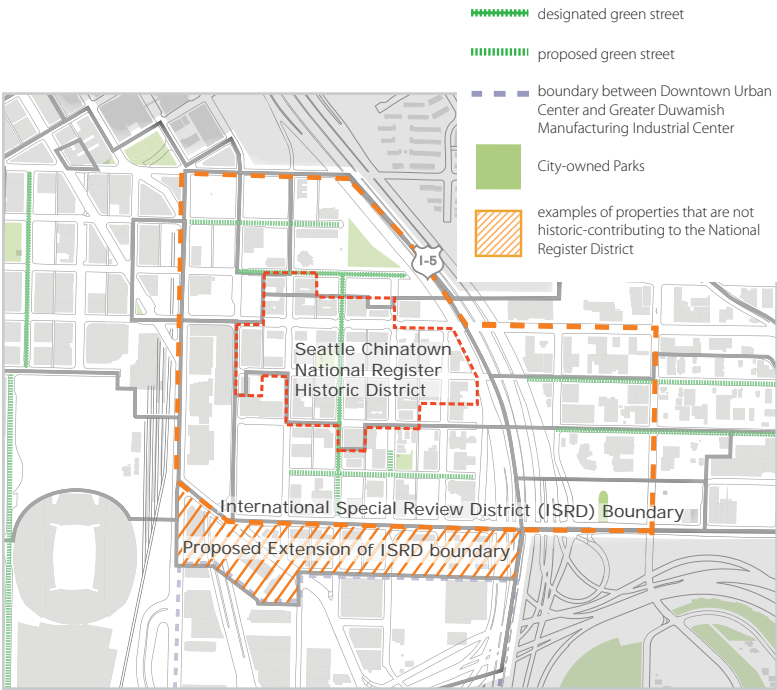 designated green street
proposed green street
boundary between Downtown Urban
Center and Greater Duwamish
Manufacturing Industrial Center
City-owned Parks
examples of properties that are not
historic-contributing to the National
Register District
I-5
Seattle Chinatown
National Register
Historic District
International Special Review District (ISRD) Boundary
Proposed Extension of ISRD boundary